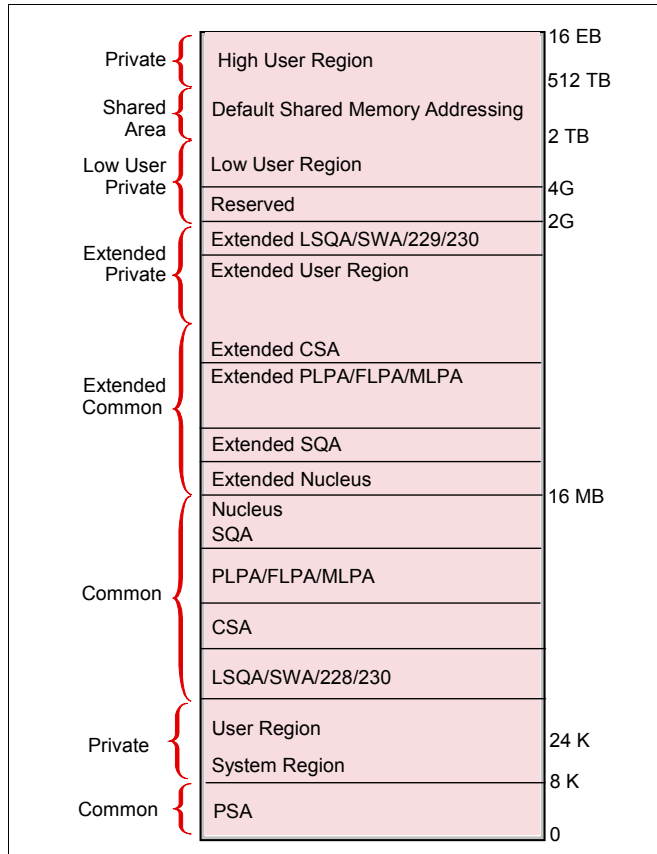 16 EB
Private
High User Region
512 TB
Shared
Area
Default Shared Memory Addressing
2 TB
Low User
Private
Low User Region
4G
Reserved
2G
Extended LSQA/SWA/229/230
Extended
Private
Extended User Region
Extended CSA
Extended PLPA/FLPA/MLPA
Extended
Common
Extended SQA
Extended Nucleus
16 MB
Nucleus
SQA
PLPA/FLPA/MLPA
Common
CSA
LSQA/SWA/228/230
User Region
24 K
Private
System Region
8 K
Common
PSA
0